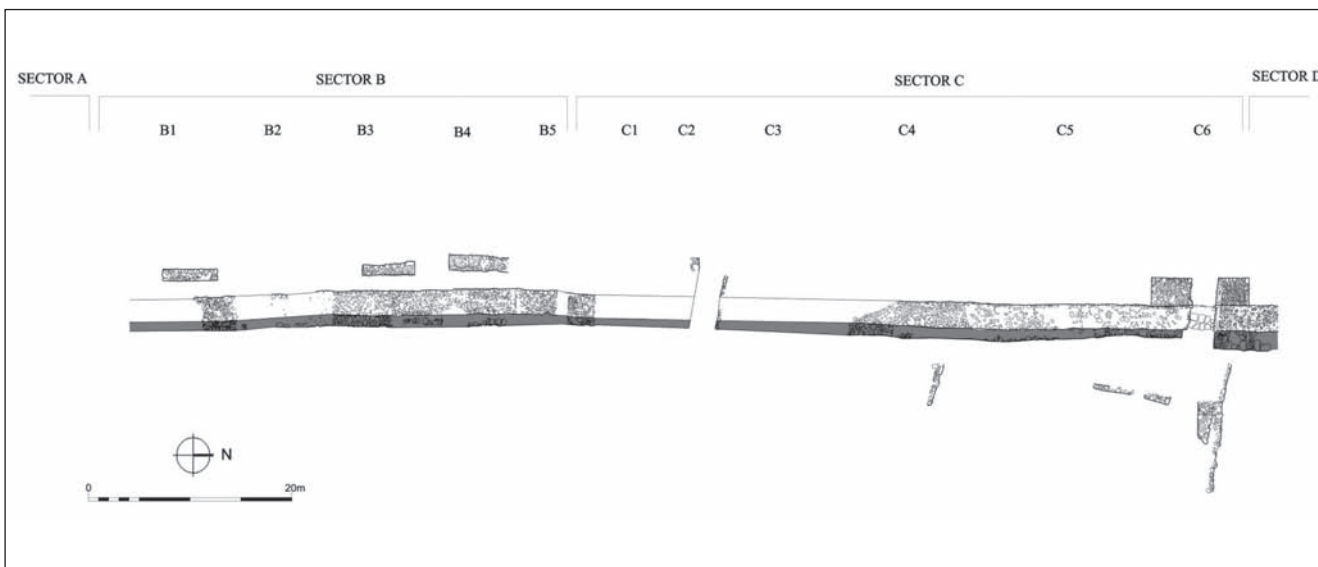 SECTOR A SECTOR B SECTOR C SECTOR D
B1 B2 B3 B4 B5 C1 C2 C3 C4 C5 C6
N
0 20m